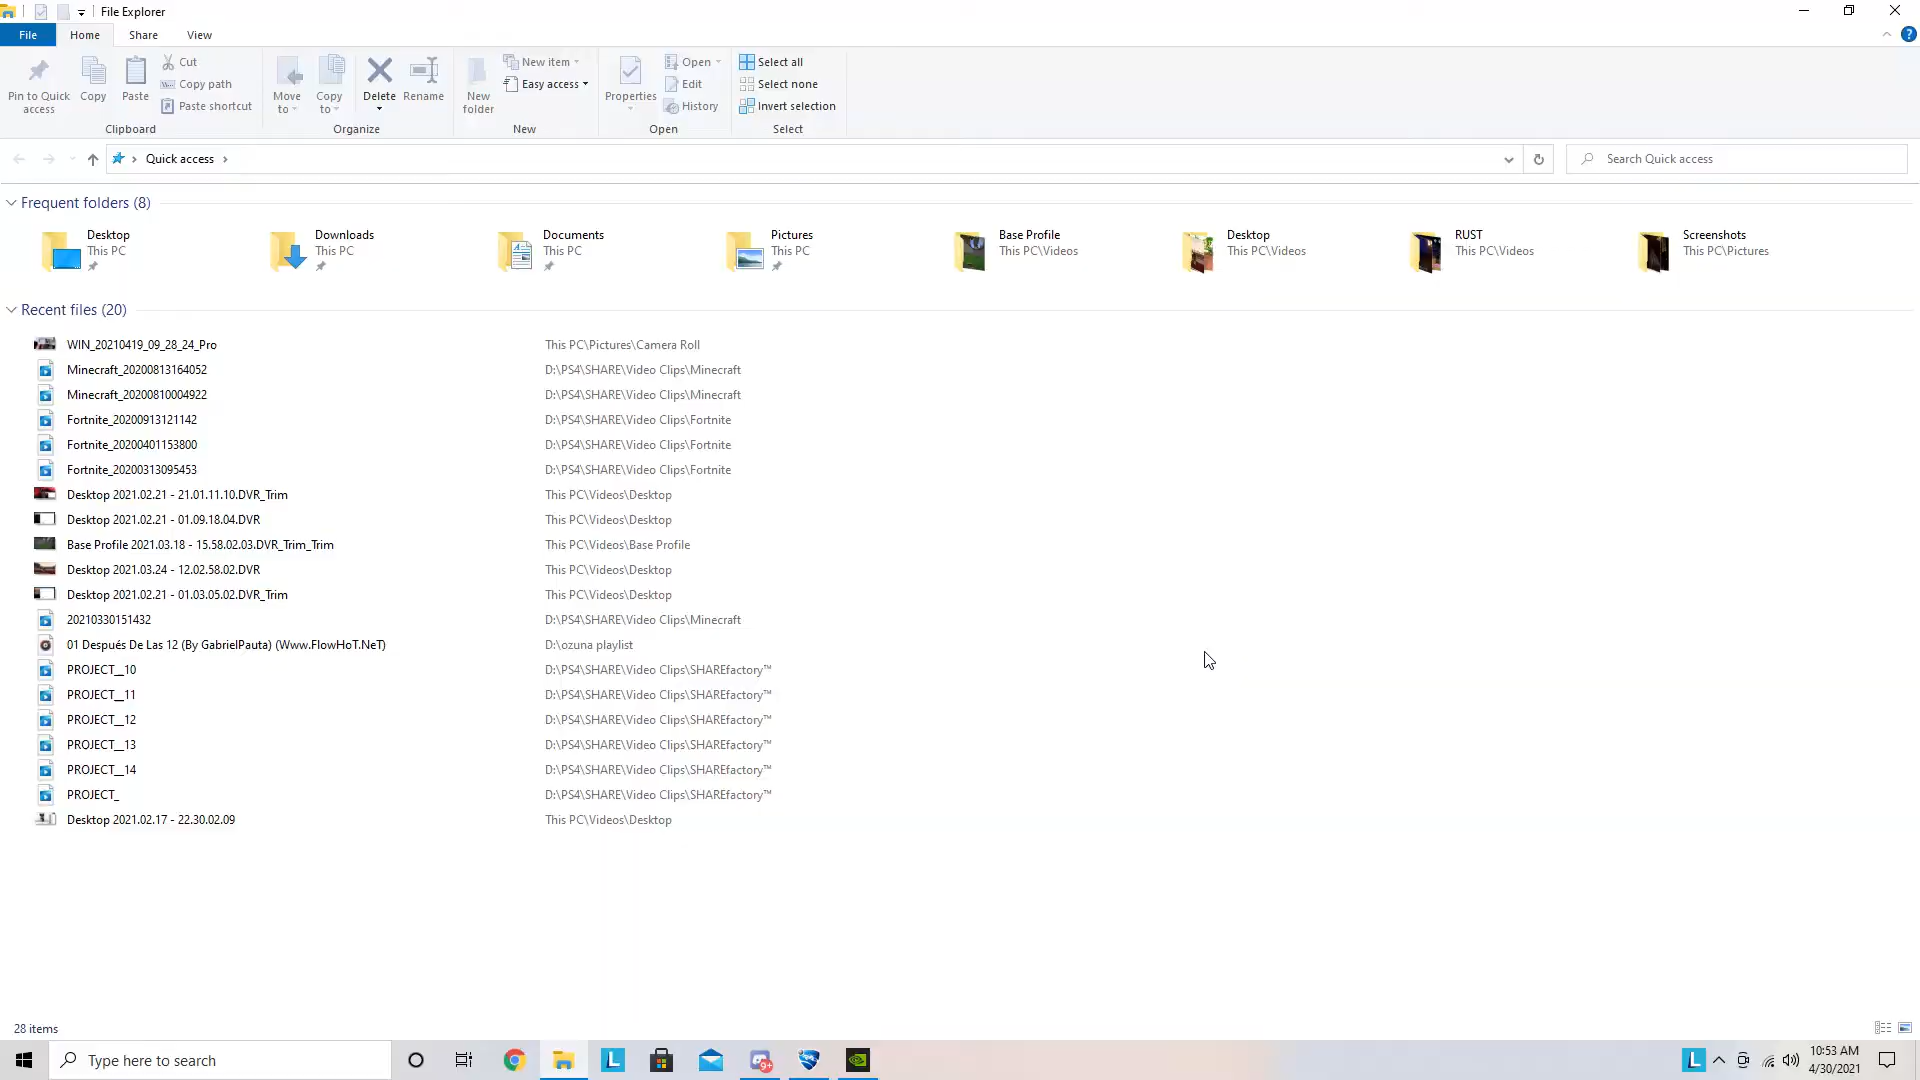 File Explorer
File Home Share View
Pin to Quick access
Copy
Paste
Cut
Copy path
Paste shortcut
Clipboard
Move to
Copy to
Delete
Rename
Organize
New folder
New item
Easy access
New
Properties
Open
Edit
History
Open
Select all
Select none
Invert selection
Select
Quick access
Search Quick access
Frequent folders (8)
Desktop
This PC
Downloads
This PC
Documents
This PC
Pictures
This PC
Base Profile
This PC\Videos
Desktop
This PC\Videos
RUST
This PC\Videos
Screenshots
This PC\Pictures
Recent files (20)
WIN_20210419_09_28_24_Pro This PC\Pictures\Camera Roll
Minecraft_20200813164052 D:\PS4\SHARE\Video Clips\Minecraft
Minecraft_20200810004922 D:\PS4\SHARE\Video Clips\Minecraft
Fortnite_20200913121142 D:\PS4\SHARE\Video Clips\Fortnite
Fortnite_20200401153800 D:\PS4\SHARE\Video Clips\Fortnite
Fortnite_20200313095453 D:\PS4\SHARE\Video Clips\Fortnite
Desktop 2021.02.21 - 21.01.11.10.DVR_Trim This PC\Videos\Desktop
Desktop 2021.02.21 - 01.09.18.04.DVR This PC\Videos\Desktop
Base Profile 2021.03.18 - 15.58.02.03.DVR_Trim_Trim This PC\Videos\Base Profile
Desktop 2021.03.24 - 12.02.58.02.DVR This PC\Videos\Desktop
Desktop 2021.02.21 - 01.03.05.02.DVR_Trim This PC\Videos\Desktop
20210330151432 D:\PS4\SHARE\Video Clips\Minecraft
01 Después De Las 12 (By GabrielPauta) (Www.FlowHoT.NeT) D:\ozuna playlist
PROJECT__10 D:\PS4\SHARE\Video Clips\SHAREfactory™
PROJECT__11 D:\PS4\SHARE\Video Clips\SHAREfactory™
PROJECT__12 D:\PS4\SHARE\Video Clips\SHAREfactory™
PROJECT__13 D:\PS4\SHARE\Video Clips\SHAREfactory™
PROJECT__14 D:\PS4\SHARE\Video Clips\SHAREfactory™
PROJECT_ D:\PS4\SHARE\Video Clips\SHAREfactory™
Desktop 2021.02.17 - 22.30.02.09 This PC\Videos\Desktop
28 items
Type here to search
L
9+
L
10:53 AM
4/30/2021